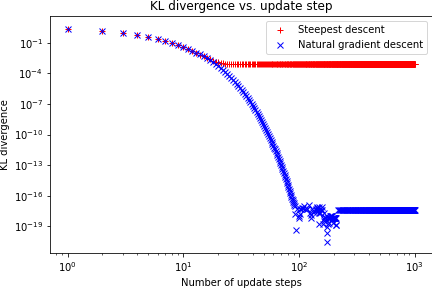 KL divergence vs. update step
Steepest descent
Natural gradient descent
KL divergence
10⁻¹
10⁻⁴
10⁻⁷
10⁻¹⁰
10⁻¹³
10⁻¹⁶
10⁻¹⁹
10⁰
10¹
10²
10³
Number of update steps